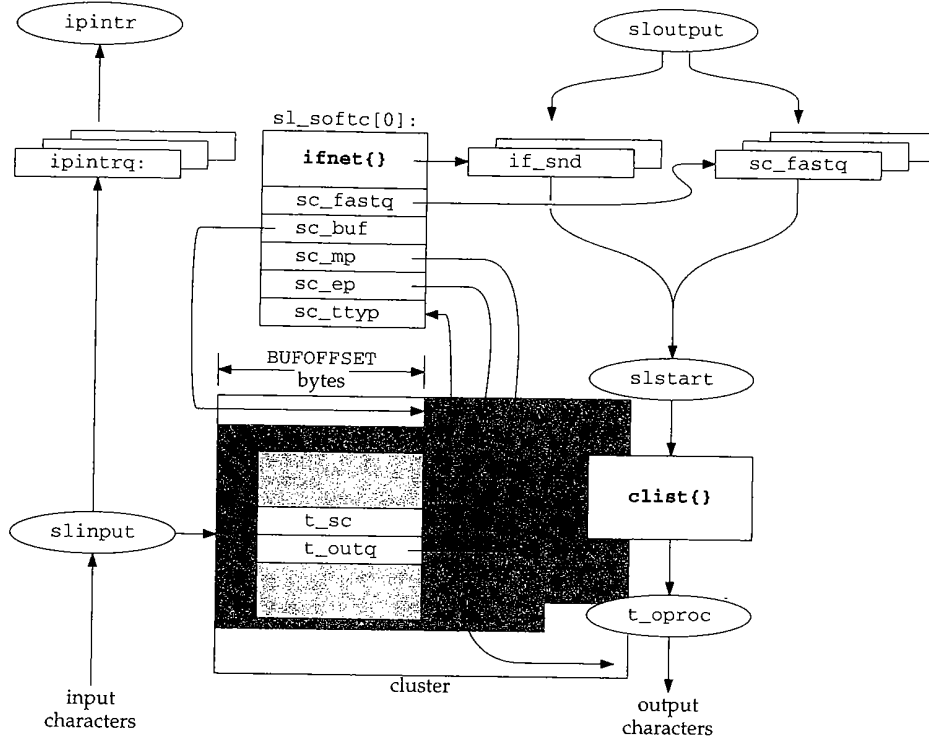 ipintr
sloutput
sl_softc[0]:
ipintrq:
ifnet{}
if_snd
sc_fastq
sc_fastq
sc_buf
sc_mp
sc_ep
sc_ttyp
BUFOFFSET
bytes
slstart
clist{}
t_sc
slinput
t_outq
t_oproc
cluster
input
characters
output
characters